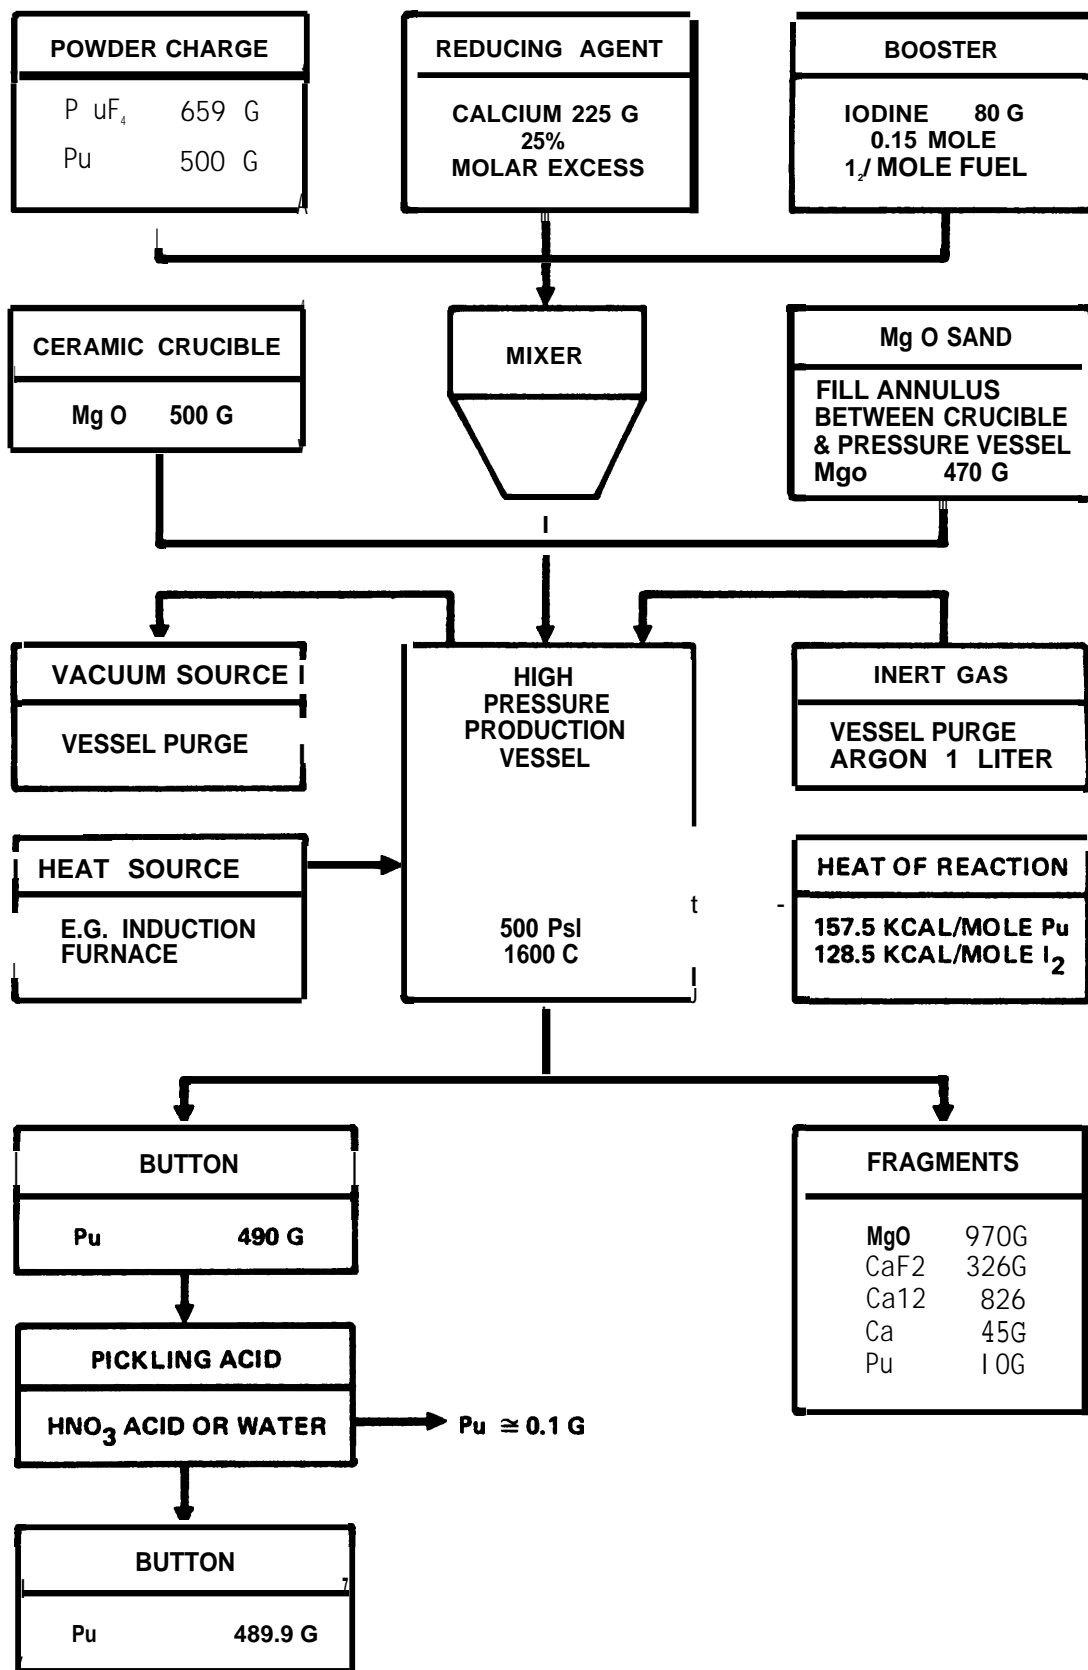 POWDER CHARGE
P uF₄ 659 G
Pu 500 G
REDUCING AGENT
CALCIUM 225 G
25%
MOLAR EXCESS
BOOSTER
IODINE 80 G
0.15 MOLE
1₂/ MOLE FUEL
CERAMIC CRUCIBLE
Mg O 500 G
MIXER
Mg O SAND
FILL ANNULUS
BETWEEN CRUCIBLE
& PRESSURE VESSEL
Mgo 470 G
VACUUM SOURCE
VESSEL PURGE
HIGH
PRESSURE
PRODUCTION
VESSEL
500 PsI
1600 C
INERT GAS
VESSEL PURGE
ARGON 1 LITER
HEAT SOURCE
E.G. INDUCTION
FURNACE
HEAT OF REACTION
157.5 KCAL/MOLE Pu
128.5 KCAL/MOLE I₂
BUTTON
Pu 490 G
FRAGMENTS
MgO 970G
CaF2 326G
Ca12 826
Ca 45G
Pu I0G
PICKLING ACID
HNO₃ ACID OR WATER
Pu ≅ 0.1 G
BUTTON
Pu 489.9 G